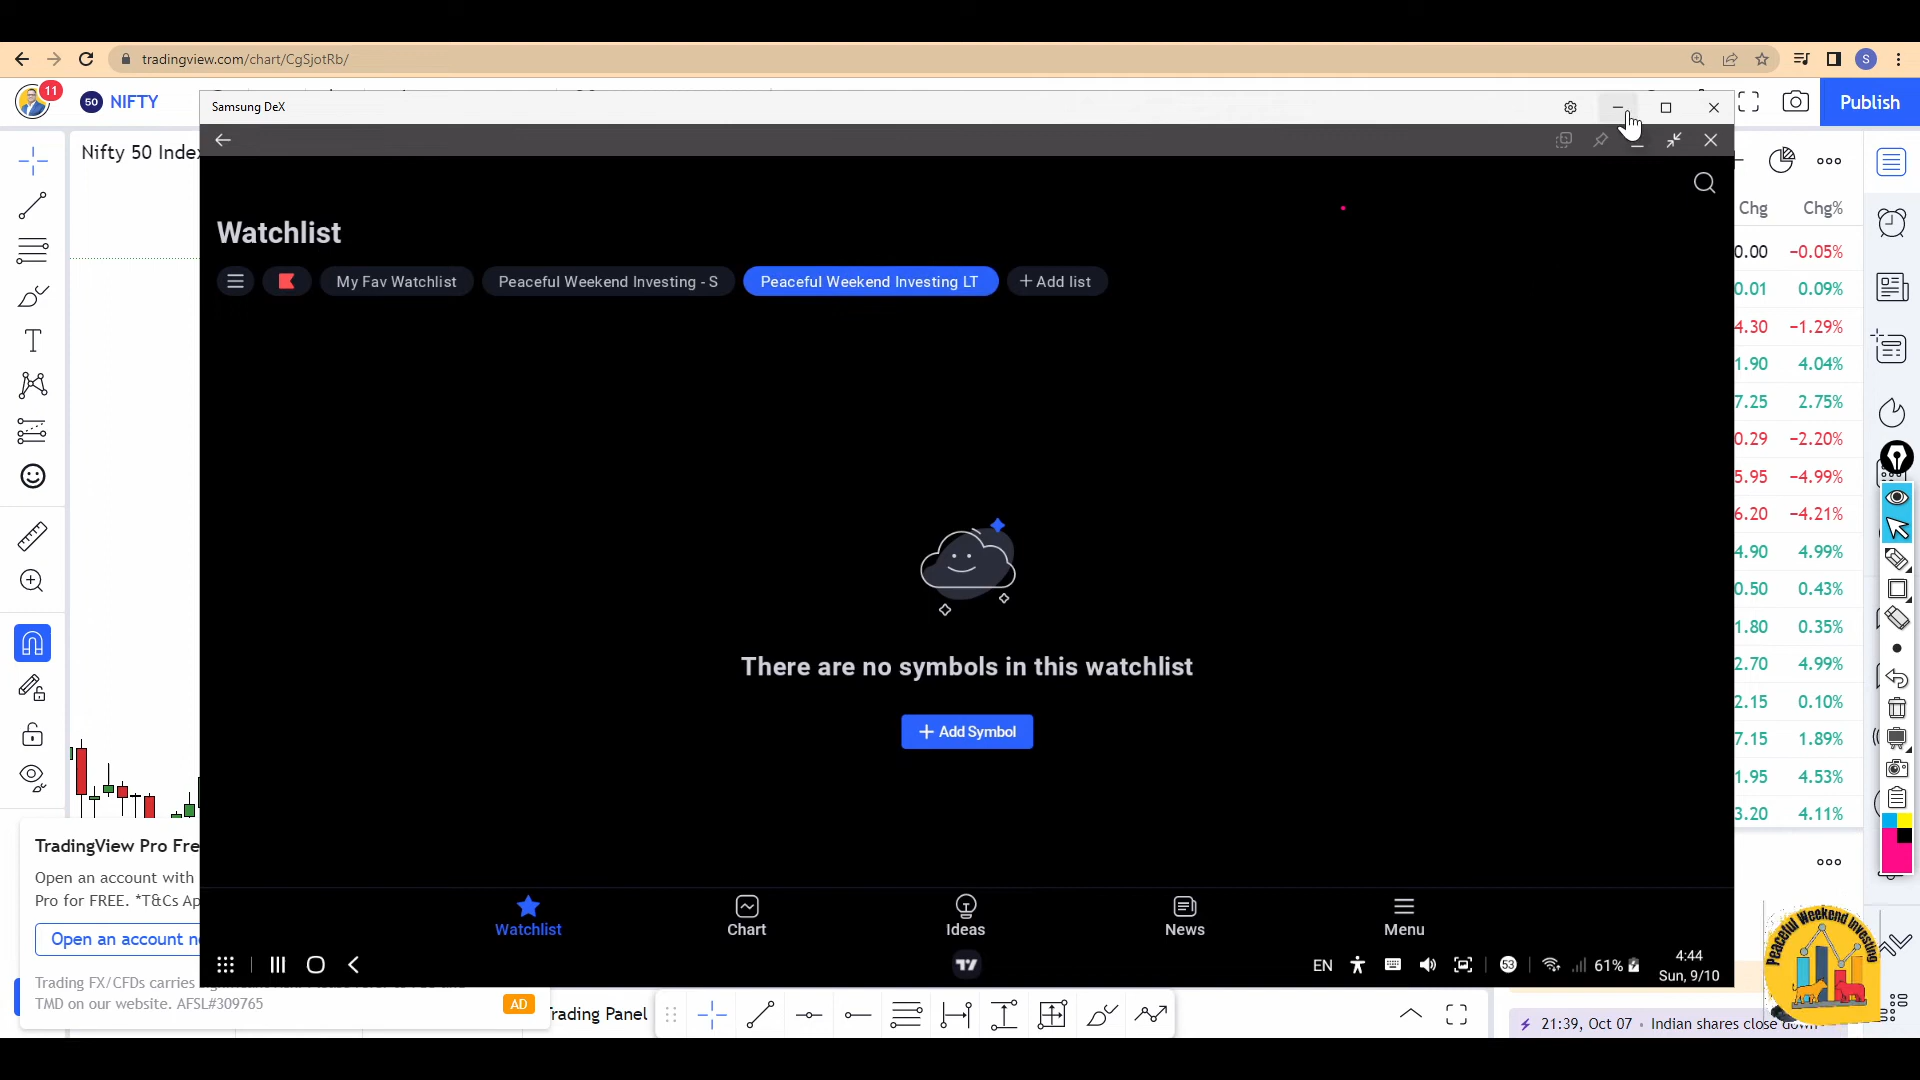 tradingview.com/chart/CgSjotRb/
S
11
50 NIFTY
Publish
Samsung DeX
Nifty 50 Index
Chg Chg%
0.00 −0.05%
0.01 0.09%
4.30 −1.29%
1.90 4.04%
7.25 2.75%
0.29 −2.20%
5.95 −4.99%
6.20 −4.21%
4.90 4.99%
0.50 0.43%
1.80 0.35%
2.70 4.99%
2.15 0.10%
7.15 1.89%
1.95 4.53%
3.20 4.11%
Watchlist
My Fav Watchlist
Peaceful Weekend Investing - S
Peaceful Weekend Investing LT
+ Add list
There are no symbols in this watchlist
+ Add Symbol
TradingView Pro Fre
Open an account with
Pro for FREE. *T&Cs Ap
Open an account n
Trading FX/CFDs carries
TMD on our website. AFSL#309765
AD
Watchlist
Chart
Ideas
News
Menu
EN
53
61%
4:44
Sun, 9/10
Trading Panel
21:39, Oct 07 • Indian shares close down
Peaceful Weekend Investing